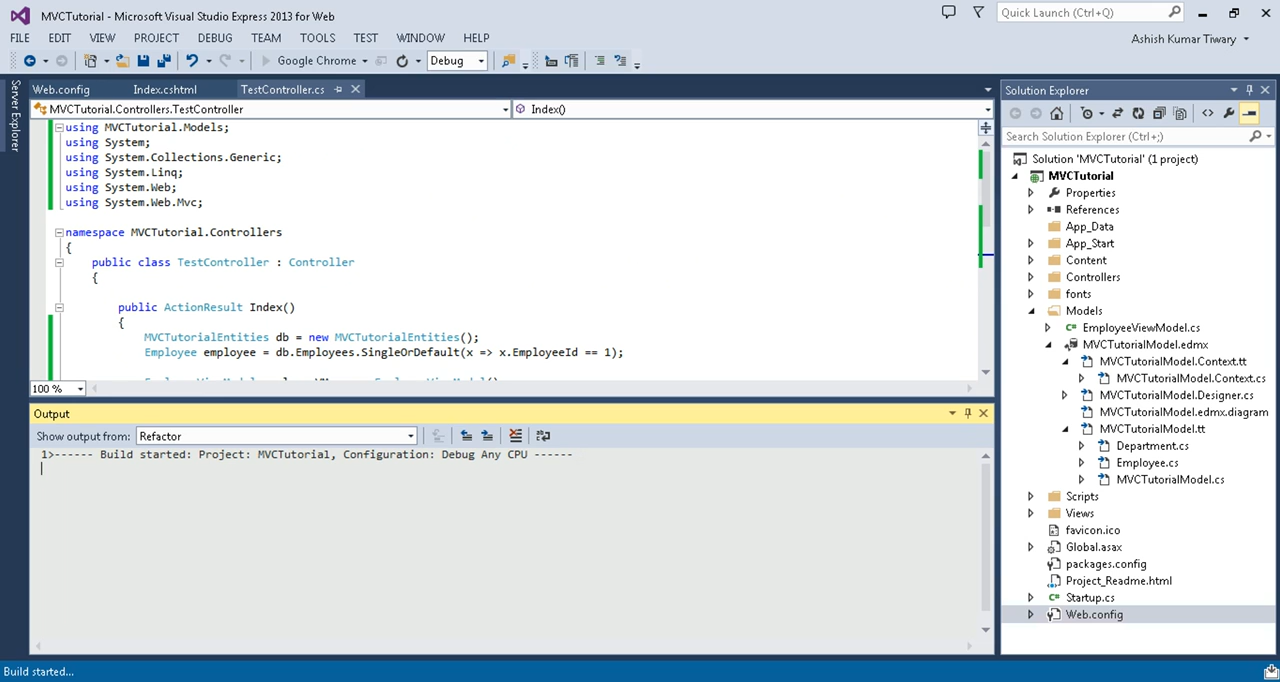 MVCTutorial - Microsoft Visual Studio Express 2013 for Web
Quick Launch (Ctrl+Q)
FILE EDIT VIEW PROJECT DEBUG TEAM TOOLS TEST WINDOW HELP
Ashish Kumar Tiwary
Google Chrome
Debug
Server Explorer
Web.config
Index.cshtml
TestController.cs
MVCTutorial.Controllers.TestController
Index()
using MVCTutorial.Models;
using System;
using System.Collections.Generic;
using System.Linq;
using System.Web;
using System.Web.Mvc;
namespace MVCTutorial.Controllers
{
public class TestController : Controller
{
public ActionResult Index()
{
MVCTutorialEntities db = new MVCTutorialEntities();
Employee employee = db.Employees.SingleOrDefault(x => x.EmployeeId == 1);
100 %
Output
Show output from: Refactor
1>------ Build started: Project: MVCTutorial, Configuration: Debug Any CPU ------
Solution Explorer
Search Solution Explorer (Ctrl+;)
Solution 'MVCTutorial' (1 project)
MVCTutorial
Properties
References
App_Data
App_Start
Content
Controllers
fonts
Models
EmployeeViewModel.cs
MVCTutorialModel.edmx
MVCTutorialModel.Context.tt
MVCTutorialModel.Context.cs
MVCTutorialModel.Designer.cs
MVCTutorialModel.edmx.diagram
MVCTutorialModel.tt
Department.cs
Employee.cs
MVCTutorialModel.cs
Scripts
Views
favicon.ico
Global.asax
packages.config
Project_Readme.html
Startup.cs
Web.config
Build started...